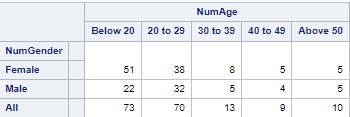 NumAge
Below 20 20 to 29 30 to 39 40 to 49 Above 50
NumGender
Female 51 38 8 5 5
Male 22 32 5 4 5
All 73 70 13 9 10